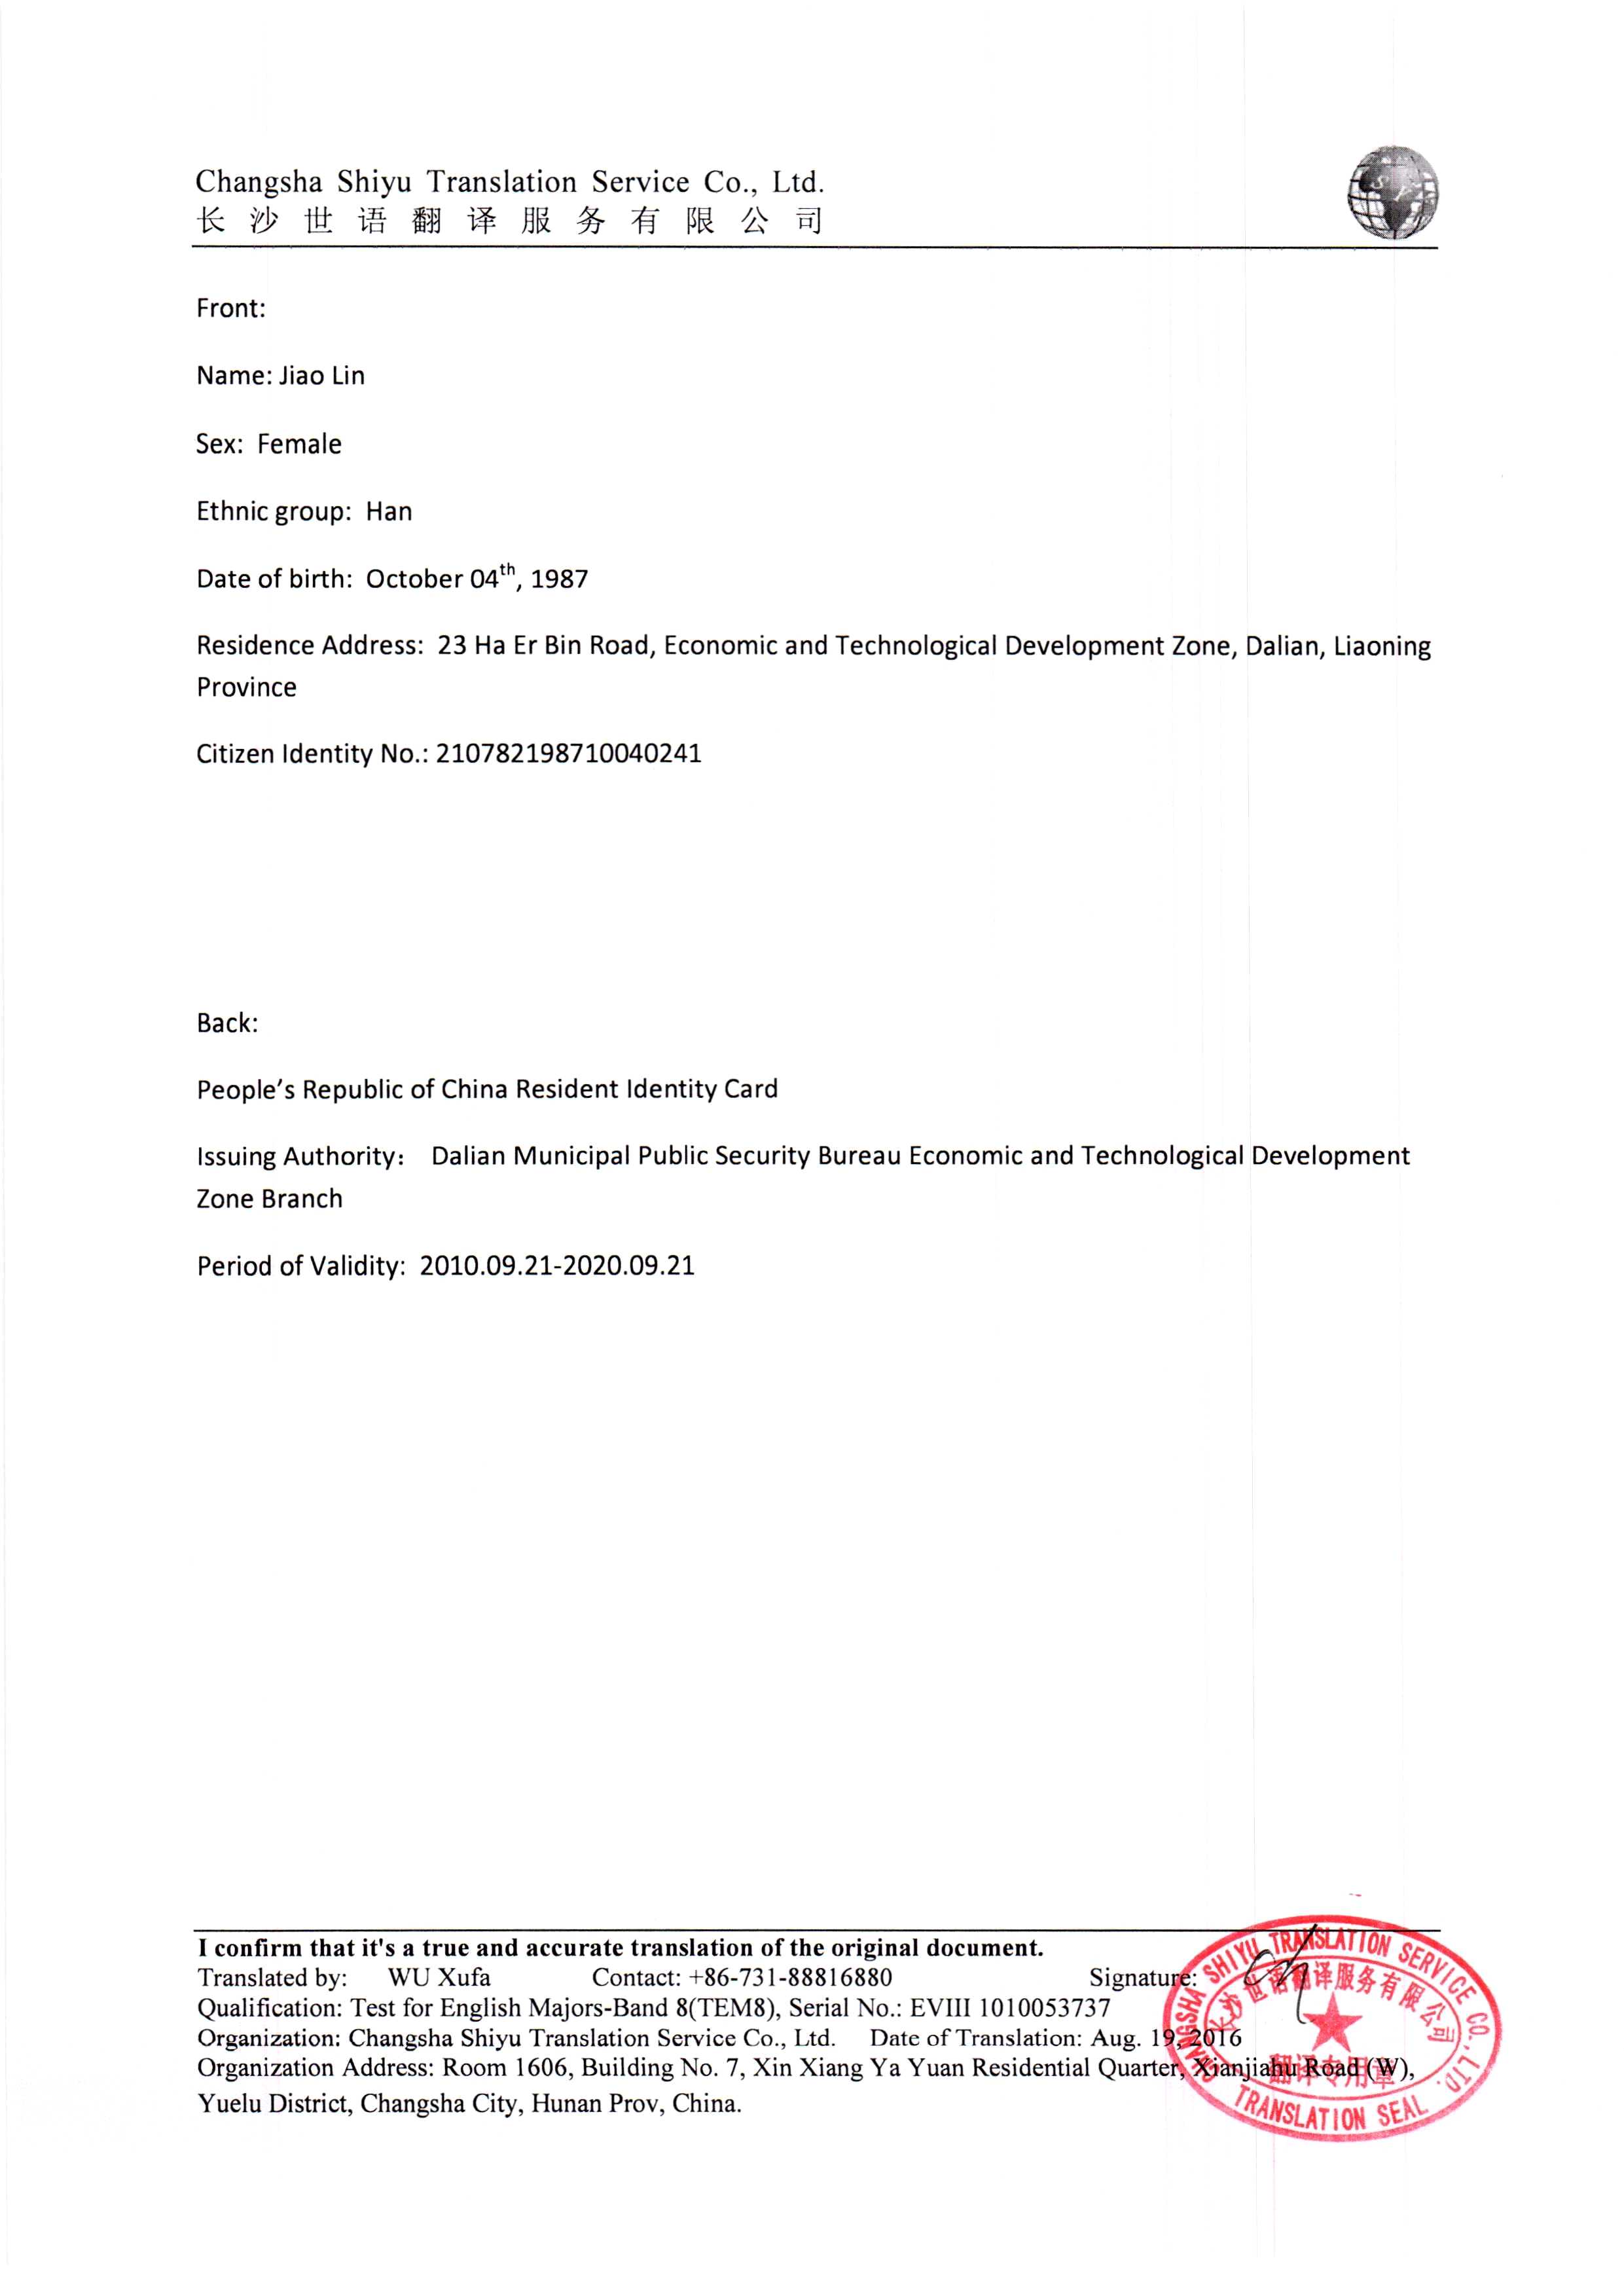 Changsha Shiyu Translation Service Co., Ltd.
长沙世语翻译服务有限公司
Front:
Name: Jiao Lin
Sex: Female
Ethnic group: Han
Date of birth: October 04th, 1987
Residence Address: 23 Ha Er Bin Road, Economic and Technological Development Zone, Dalian, Liaoning
Province
Citizen Identity No.: 210782198710040241
Back:
People's Republic of China Resident Identity Card
Issuing Authority： Dalian Municipal Public Security Bureau Economic and Technological Development
Zone Branch
Period of Validity: 2010.09.21-2020.09.21
I confirm that it's a true and accurate translation of the original document.
Translated by: WU Xufa Contact: +86-731-88816880 Signature:
Qualification: Test for English Majors-Band 8(TEM8), Serial No.: EVIII 1010053737
Organization: Changsha Shiyu Translation Service Co., Ltd. Date of Translation: Aug. 19, 2016
Organization Address: Room 1606, Building No. 7, Xin Xiang Ya Yuan Residential Quarter, Xianjiahu Road (W),
Yuelu District, Changsha City, Hunan Prov, China.
CHANGSHA SHIYU TRANSLATION SERVICE CO., LTD.
长沙世语翻译服务有限公司
翻译专用章
TRANSLATION SEAL